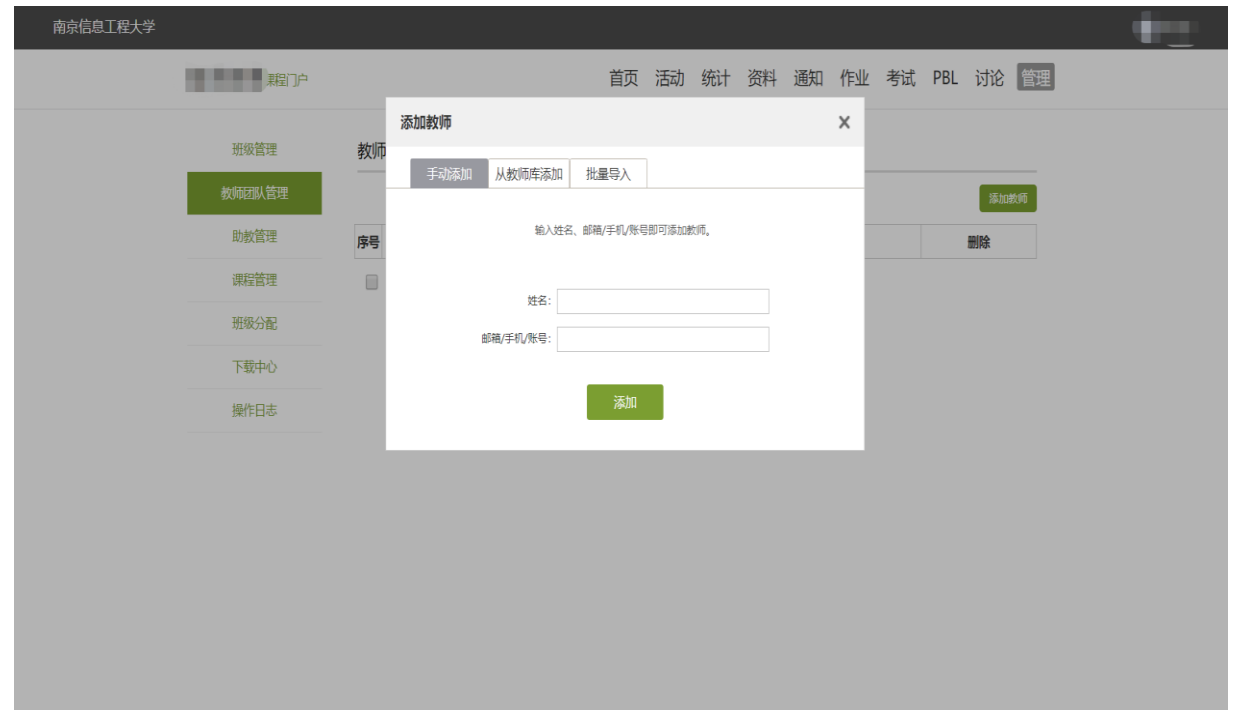 南京信息工程大学
课程门户
首页 活动 统计 资料 通知 作业 考试 PBL 讨论 管理
添加教师
班级管理
教师
手动添加 从教师库添加 批量导入
教师团队管理
添加教师
输入姓名、邮箱/手机/账号即可添加教师。
助教管理
序号
删除
课程管理
姓名：
班级分配
邮箱/手机/账号：
下载中心
添加
操作日志